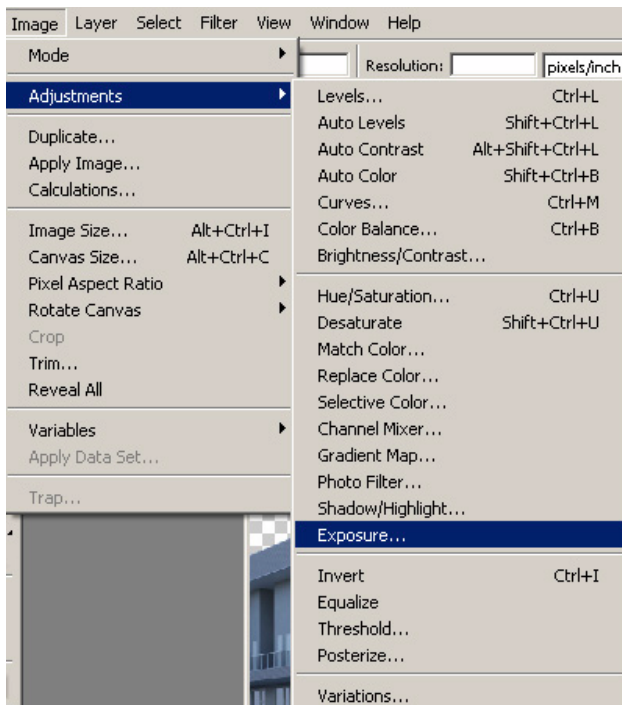 Image Layer Select Filter View Window Help
Mode
Resolution: pixels/inch
Adjustments
Duplicate...
Apply Image...
Calculations...
Image Size... Alt+Ctrl+I
Canvas Size... Alt+Ctrl+C
Pixel Aspect Ratio
Rotate Canvas
Crop
Trim...
Reveal All
Variables
Apply Data Set...
Trap...
Levels... Ctrl+L
Auto Levels Shift+Ctrl+L
Auto Contrast Alt+Shift+Ctrl+L
Auto Color Shift+Ctrl+B
Curves... Ctrl+M
Color Balance... Ctrl+B
Brightness/Contrast...
Hue/Saturation... Ctrl+U
Desaturate Shift+Ctrl+U
Match Color...
Replace Color...
Selective Color...
Channel Mixer...
Gradient Map...
Photo Filter...
Shadow/Highlight...
Exposure...
Invert Ctrl+I
Equalize
Threshold...
Posterize...
Variations...